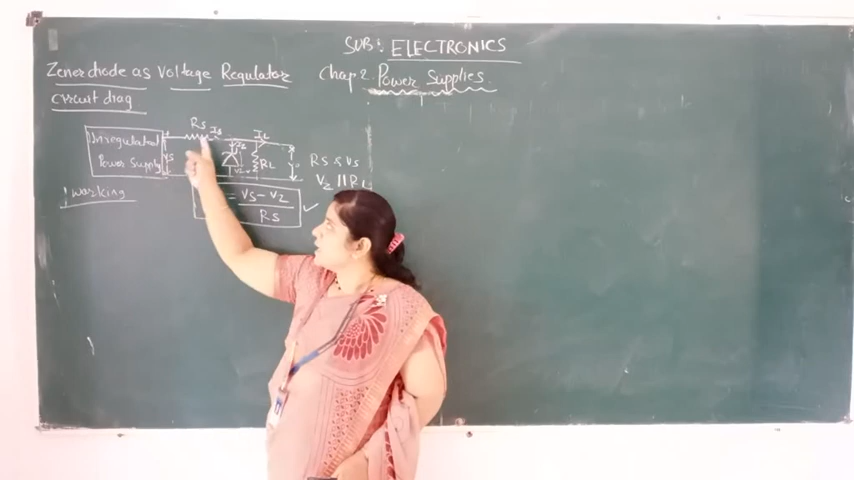 SUB: ELECTRONICS
Zener diode as Voltage Regulator
Chap 2. Power Supplies.
Circuit diag
Rs Is IL
Unregulated
Power Supply
Vs
Vz
RL
Rs & Vs
Vz || RL
Working
= Vs - Vz
Rs